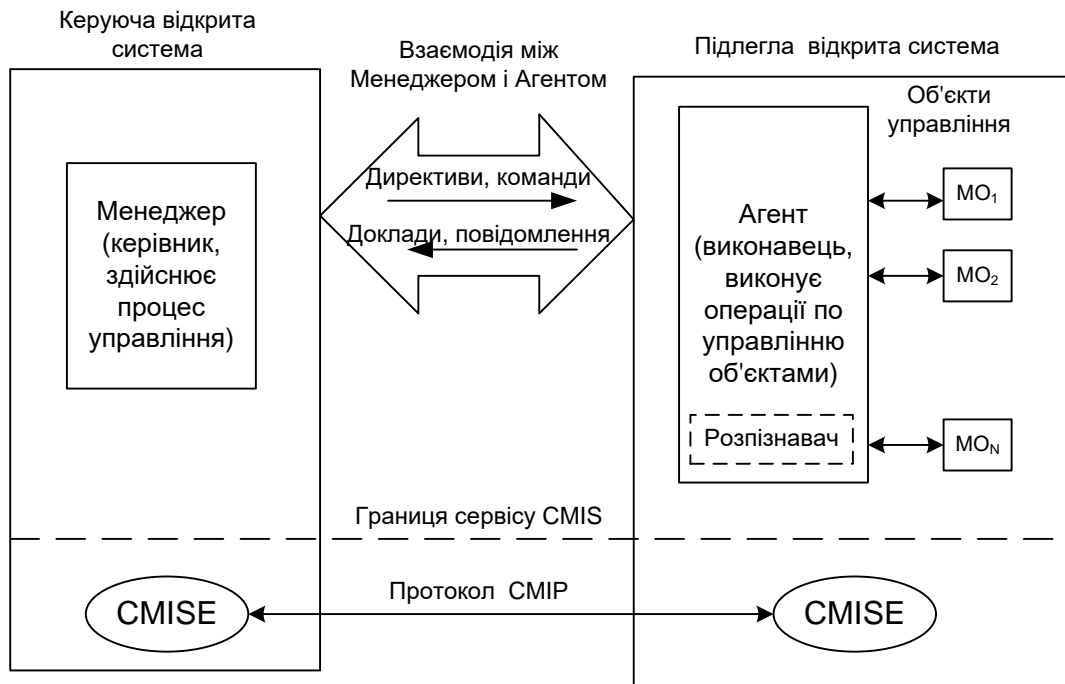 Керуюча відкрита
система
Взаємодія між
Менеджером і Агентом
Підлегла відкрита система
Об'єкти
управління
Менеджер
(керівник,
здійснює
процес
управління)
Директиви, команди
Доклади, повідомлення
Агент
(виконавець,
виконує
операції по
управлінню
об'єктами)
Розпізнавач
MO₁
MO₂
MO_N
Границя сервісу CMIS
CMISE
Протокол CMIP
CMISE